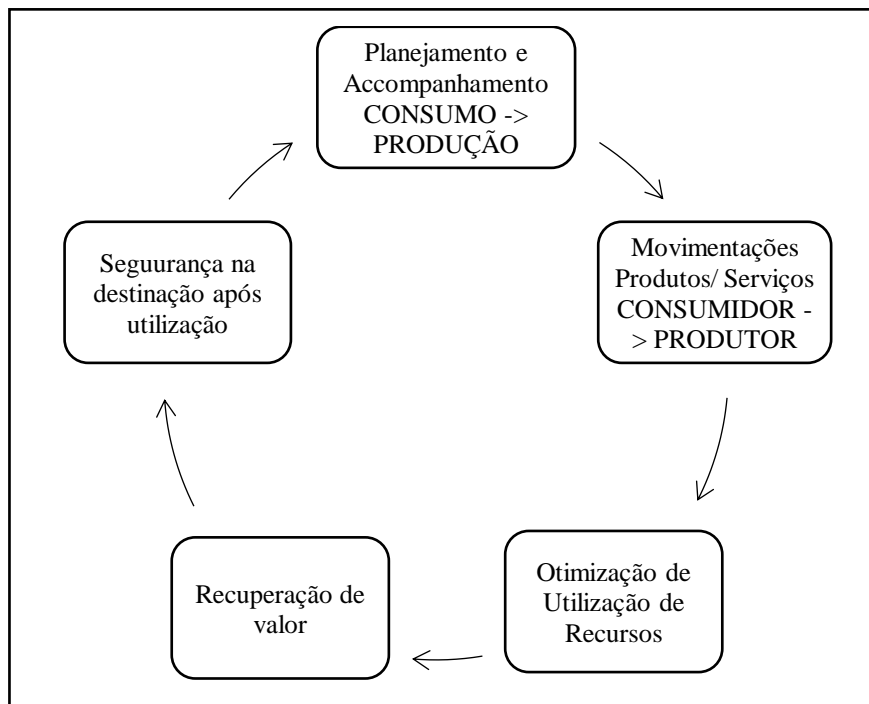 Planejamento e
Accompanhamento
CONSUMO ->
PRODUÇÃO
Movimentações
Produtos/ Serviços
CONSUMIDOR -
> PRODUTOR
Otimização de
Utilização de
Recursos
Recuperação de
valor
Seguurança na
destinação após
utilização